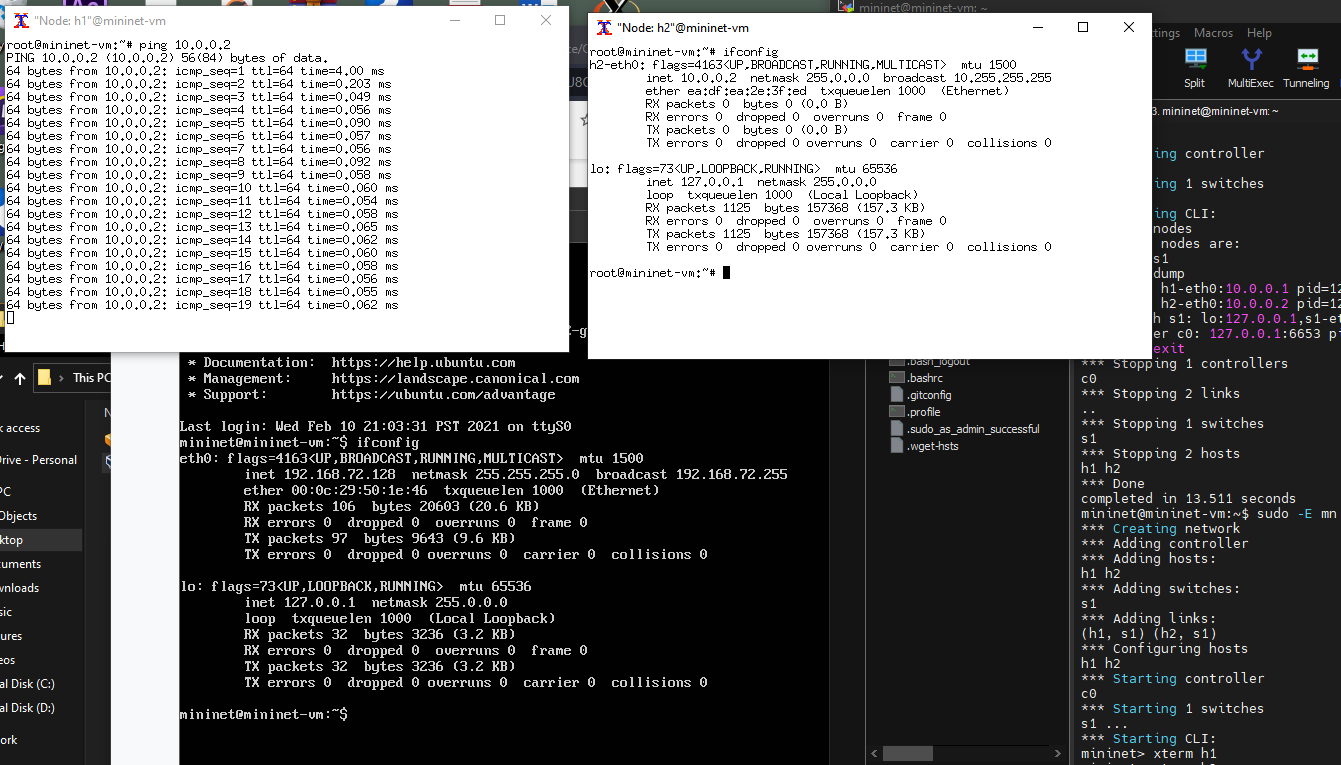 "Node: h1"@mininet-vm
root@mininet-vm:~# ping 10.0.0.2
PING 10.0.0.2 (10.0.0.2) 56(84) bytes of data.
64 bytes from 10.0.0.2: icmp_seq=1 ttl=64 time=4.00 ms
64 bytes from 10.0.0.2: icmp_seq=2 ttl=64 time=0.203 ms
64 bytes from 10.0.0.2: icmp_seq=3 ttl=64 time=0.049 ms
64 bytes from 10.0.0.2: icmp_seq=4 ttl=64 time=0.056 ms
64 bytes from 10.0.0.2: icmp_seq=5 ttl=64 time=0.090 ms
64 bytes from 10.0.0.2: icmp_seq=6 ttl=64 time=0.057 ms
64 bytes from 10.0.0.2: icmp_seq=7 ttl=64 time=0.056 ms
64 bytes from 10.0.0.2: icmp_seq=8 ttl=64 time=0.092 ms
64 bytes from 10.0.0.2: icmp_seq=9 ttl=64 time=0.058 ms
64 bytes from 10.0.0.2: icmp_seq=10 ttl=64 time=0.060 ms
64 bytes from 10.0.0.2: icmp_seq=11 ttl=64 time=0.054 ms
64 bytes from 10.0.0.2: icmp_seq=12 ttl=64 time=0.058 ms
64 bytes from 10.0.0.2: icmp_seq=13 ttl=64 time=0.065 ms
64 bytes from 10.0.0.2: icmp_seq=14 ttl=64 time=0.062 ms
64 bytes from 10.0.0.2: icmp_seq=15 ttl=64 time=0.060 ms
64 bytes from 10.0.0.2: icmp_seq=16 ttl=64 time=0.058 ms
64 bytes from 10.0.0.2: icmp_seq=17 ttl=64 time=0.056 ms
64 bytes from 10.0.0.2: icmp_seq=18 ttl=64 time=0.055 ms
64 bytes from 10.0.0.2: icmp_seq=19 ttl=64 time=0.062 ms
"Node: h2"@mininet-vm
root@mininet-vm:~# ifconfig
h2-eth0: flags=4163<UP,BROADCAST,RUNNING,MULTICAST>  mtu 1500
inet 10.0.0.2  netmask 255.0.0.0  broadcast 10.255.255.255
ether ea:df:ea:2e:3f:ed  txqueuelen 1000  (Ethernet)
RX packets 0  bytes 0 (0.0 B)
RX errors 0  dropped 0  overruns 0  frame 0
TX packets 0  bytes 0 (0.0 B)
TX errors 0  dropped 0 overruns 0  carrier 0  collisions 0
lo: flags=73<UP,LOOPBACK,RUNNING>  mtu 65536
inet 127.0.0.1  netmask 255.0.0.0
loop  txqueuelen 1000  (Local Loopback)
RX packets 1125  bytes 157368 (157.3 KB)
RX errors 0  dropped 0  overruns 0  frame 0
TX packets 1125  bytes 157368 (157.3 KB)
TX errors 0  dropped 0 overruns 0  carrier 0  collisions 0
root@mininet-vm:~#
mininet@mininet-vm: ~
ttings Macros Help
Split MultiExec Tunneling
3. mininet@mininet-vm: ~
ing controller
ing 1 switches
ing CLI:
nodes
nodes are:
s1
dump
h1-eth0:10.0.0.1 pid=12
h2-eth0:10.0.0.2 pid=12
h s1: lo:127.0.0.1,s1-et
er c0: 127.0.0.1:6653 pi
exit
*** Stopping 1 controllers
c0
*** Stopping 2 links
..
*** Stopping 1 switches
s1
*** Stopping 2 hosts
h1 h2
*** Done
completed in 13.511 seconds
mininet@mininet-vm:~$ sudo -E mn
*** Creating network
*** Adding controller
*** Adding hosts:
h1 h2
*** Adding switches:
s1
*** Adding links:
(h1, s1) (h2, s1)
*** Configuring hosts
h1 h2
*** Starting controller
c0
*** Starting 1 switches
s1 ...
*** Starting CLI:
mininet> xterm h1
.bash_logout
.bashrc
.gitconfig
.profile
.sudo_as_admin_successful
.wget-hsts
* Documentation:  https://help.ubuntu.com
* Management:     https://landscape.canonical.com
* Support:        https://ubuntu.com/advantage
Last login: Wed Feb 10 21:03:31 PST 2021 on ttyS0
mininet@mininet-vm:~$ ifconfig
eth0: flags=4163<UP,BROADCAST,RUNNING,MULTICAST>  mtu 1500
inet 192.168.72.128  netmask 255.255.255.0  broadcast 192.168.72.255
ether 00:0c:29:50:1e:46  txqueuelen 1000  (Ethernet)
RX packets 106  bytes 20603 (20.6 KB)
RX errors 0  dropped 0  overruns 0  frame 0
TX packets 97  bytes 9643 (9.6 KB)
TX errors 0  dropped 0 overruns 0  carrier 0  collisions 0
lo: flags=73<UP,LOOPBACK,RUNNING>  mtu 65536
inet 127.0.0.1  netmask 255.0.0.0
loop  txqueuelen 1000  (Local Loopback)
RX packets 32  bytes 3236 (3.2 KB)
RX errors 0  dropped 0  overruns 0  frame 0
TX packets 32  bytes 3236 (3.2 KB)
TX errors 0  dropped 0 overruns 0  carrier 0  collisions 0
mininet@mininet-vm:~$
This PC
k access
Drive - Personal
PC
Objects
ktop
uments
wnloads
sic
ures
eos
al Disk (C:)
al Disk (D:)
ork